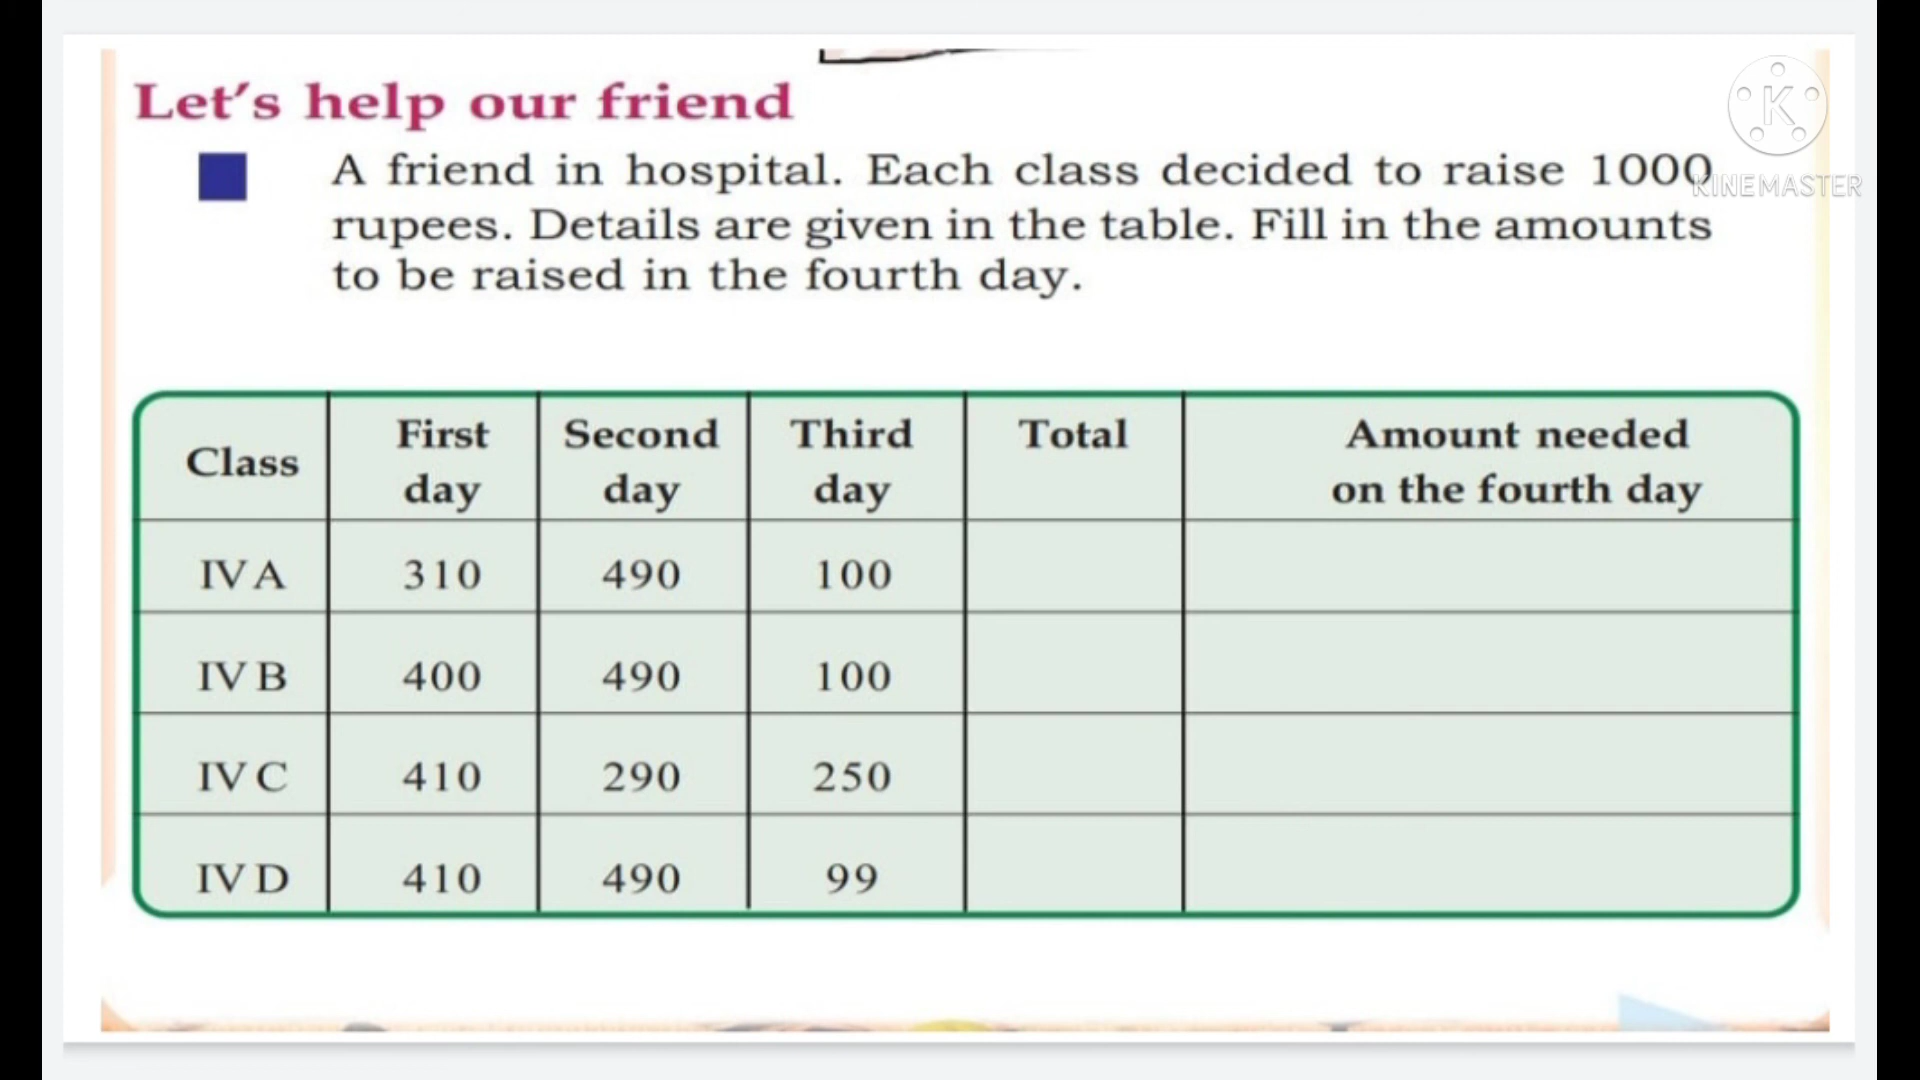 Let's help our friend
A friend in hospital. Each class decided to raise 1000
rupees. Details are given in the table. Fill in the amounts
to be raised in the fourth day.
K
KINEMASTER
Class First day Second day Third day Total Amount needed on the fourth day
IV A 310 490 100
IV B 400 490 100
IV C 410 290 250
IV D 410 490 99